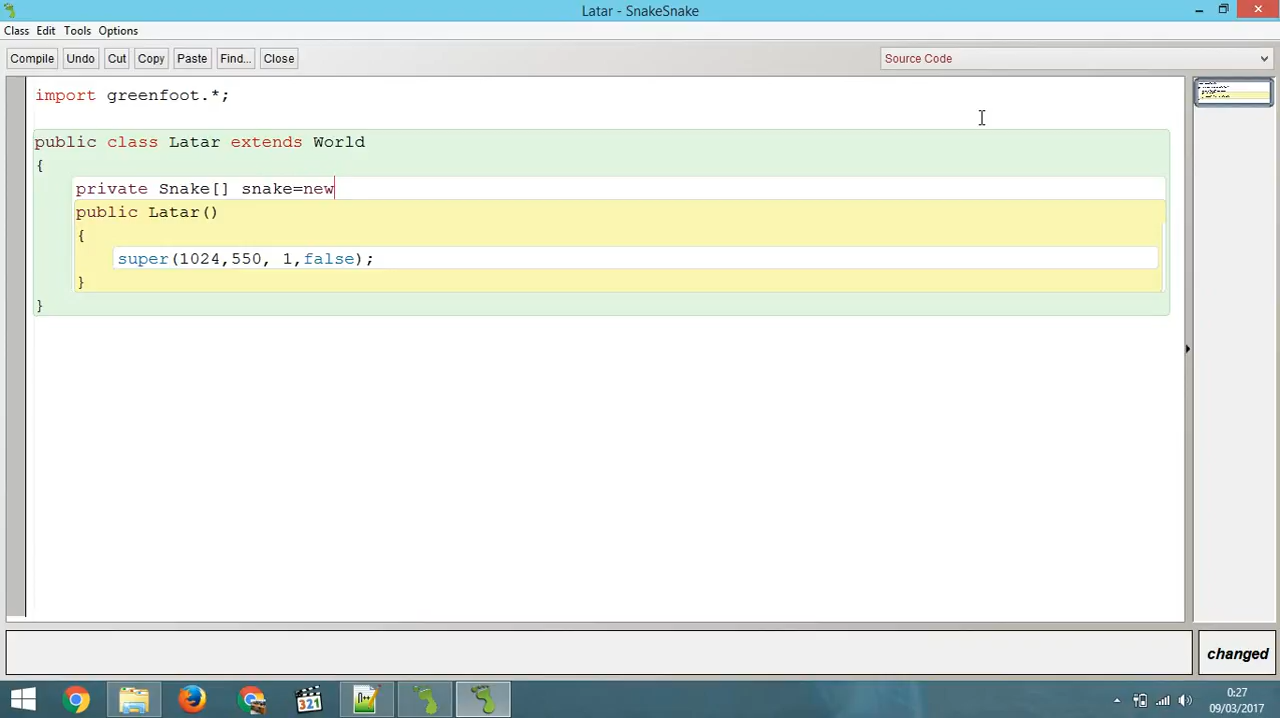 Latar - SnakeSnake
Class Edit Tools Options
Compile Undo Cut Copy Paste Find... Close Source Code
import greenfoot.*;
public class Latar extends World
{
private Snake[] snake=new
public Latar()
{
super(1024,550, 1,false);
}
}
changed
321
0:27
09/03/2017